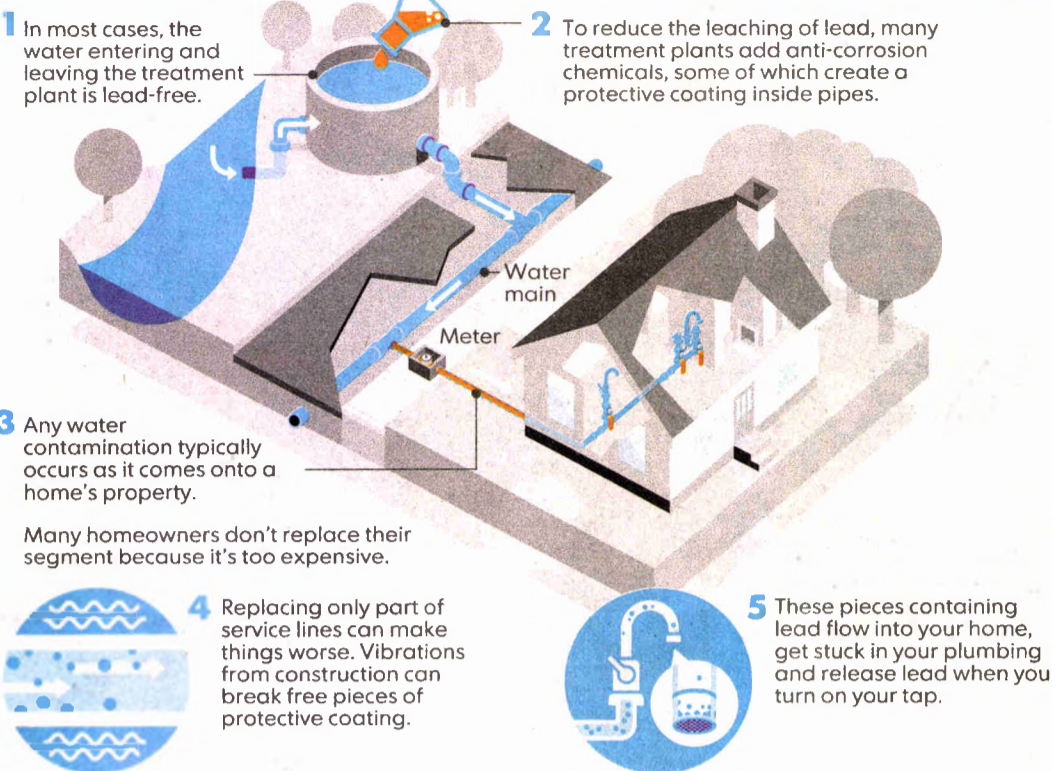 1 In most cases, the
water entering and
leaving the treatment
plant is lead-free.
2 To reduce the leaching of lead, many
treatment plants add anti-corrosion
chemicals, some of which create a
protective coating inside pipes.
Water
main
Meter
3 Any water
contamination typically
occurs as it comes onto a
home's property.
Many homeowners don't replace their
segment because it's too expensive.
4 Replacing only part of
service lines can make
things worse. Vibrations
from construction can
break free pieces of
protective coating.
5 These pieces containing
lead flow into your home,
get stuck in your plumbing
and release lead when you
turn on your tap.